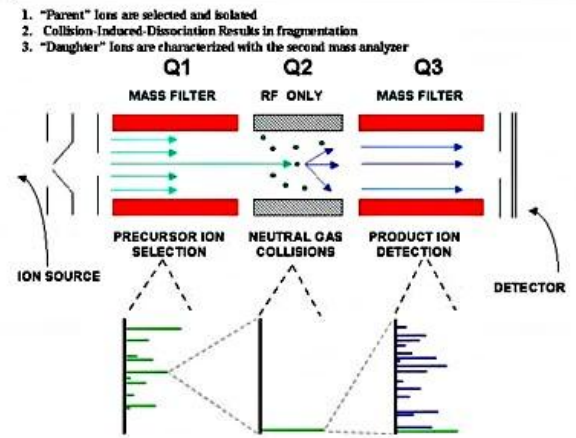 1. "Parent" Ions are selected and isolated
2. Collision-Induced-Dissociation Results in fragmentation
3. "Daughter" Ions are characterized with the second mass analyzer
Q1 Q2 Q3
MASS FILTER RF ONLY MASS FILTER
PRECURSOR ION NEUTRAL GAS PRODUCT ION
SELECTION COLLISIONS DETECTION
ION SOURCE
DETECTOR